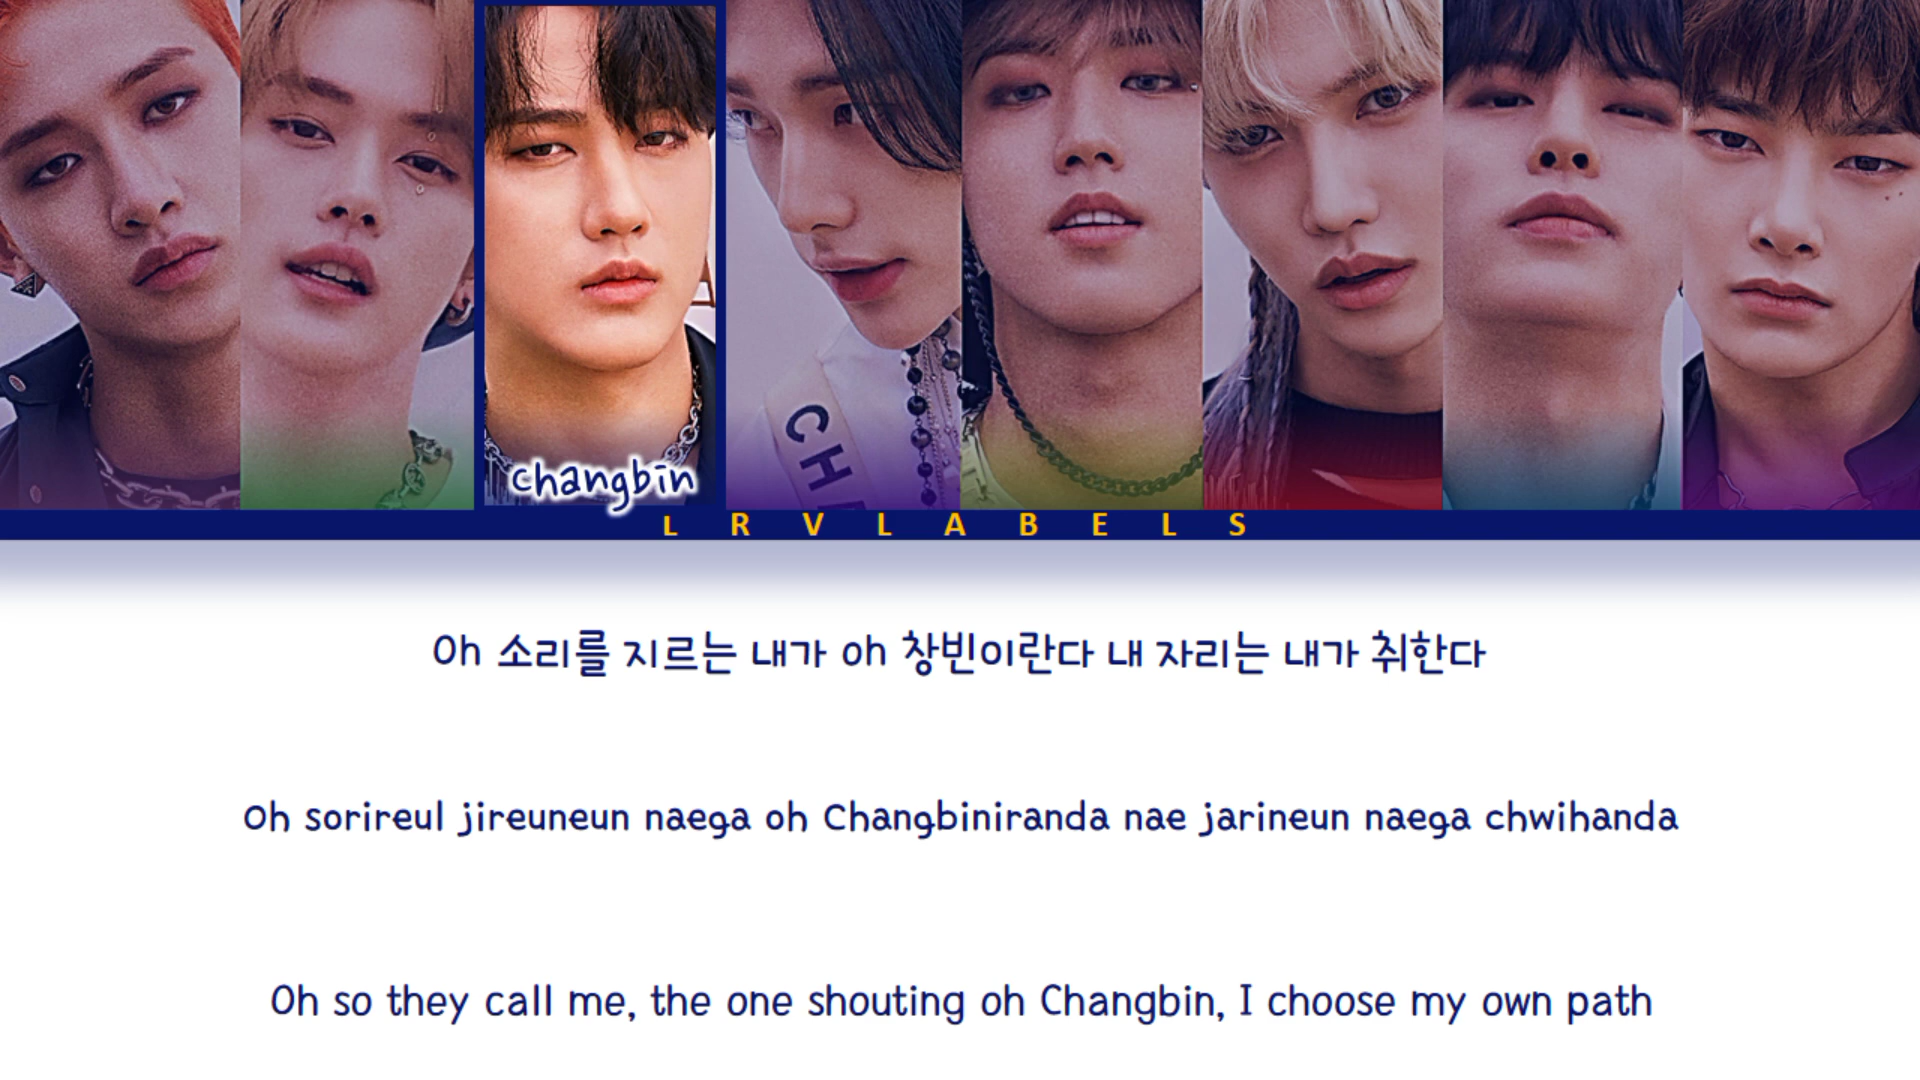 CHA
changbin
L R V L A B E L S
Oh 소리를 지르는 내가 oh 창빈이란다 내 자리는 내가 취한다
Oh sorireul jireuneun naega oh Changbiniranda nae jarineun naega chwihanda
Oh so they call me, the one shouting oh Changbin, I choose my own path